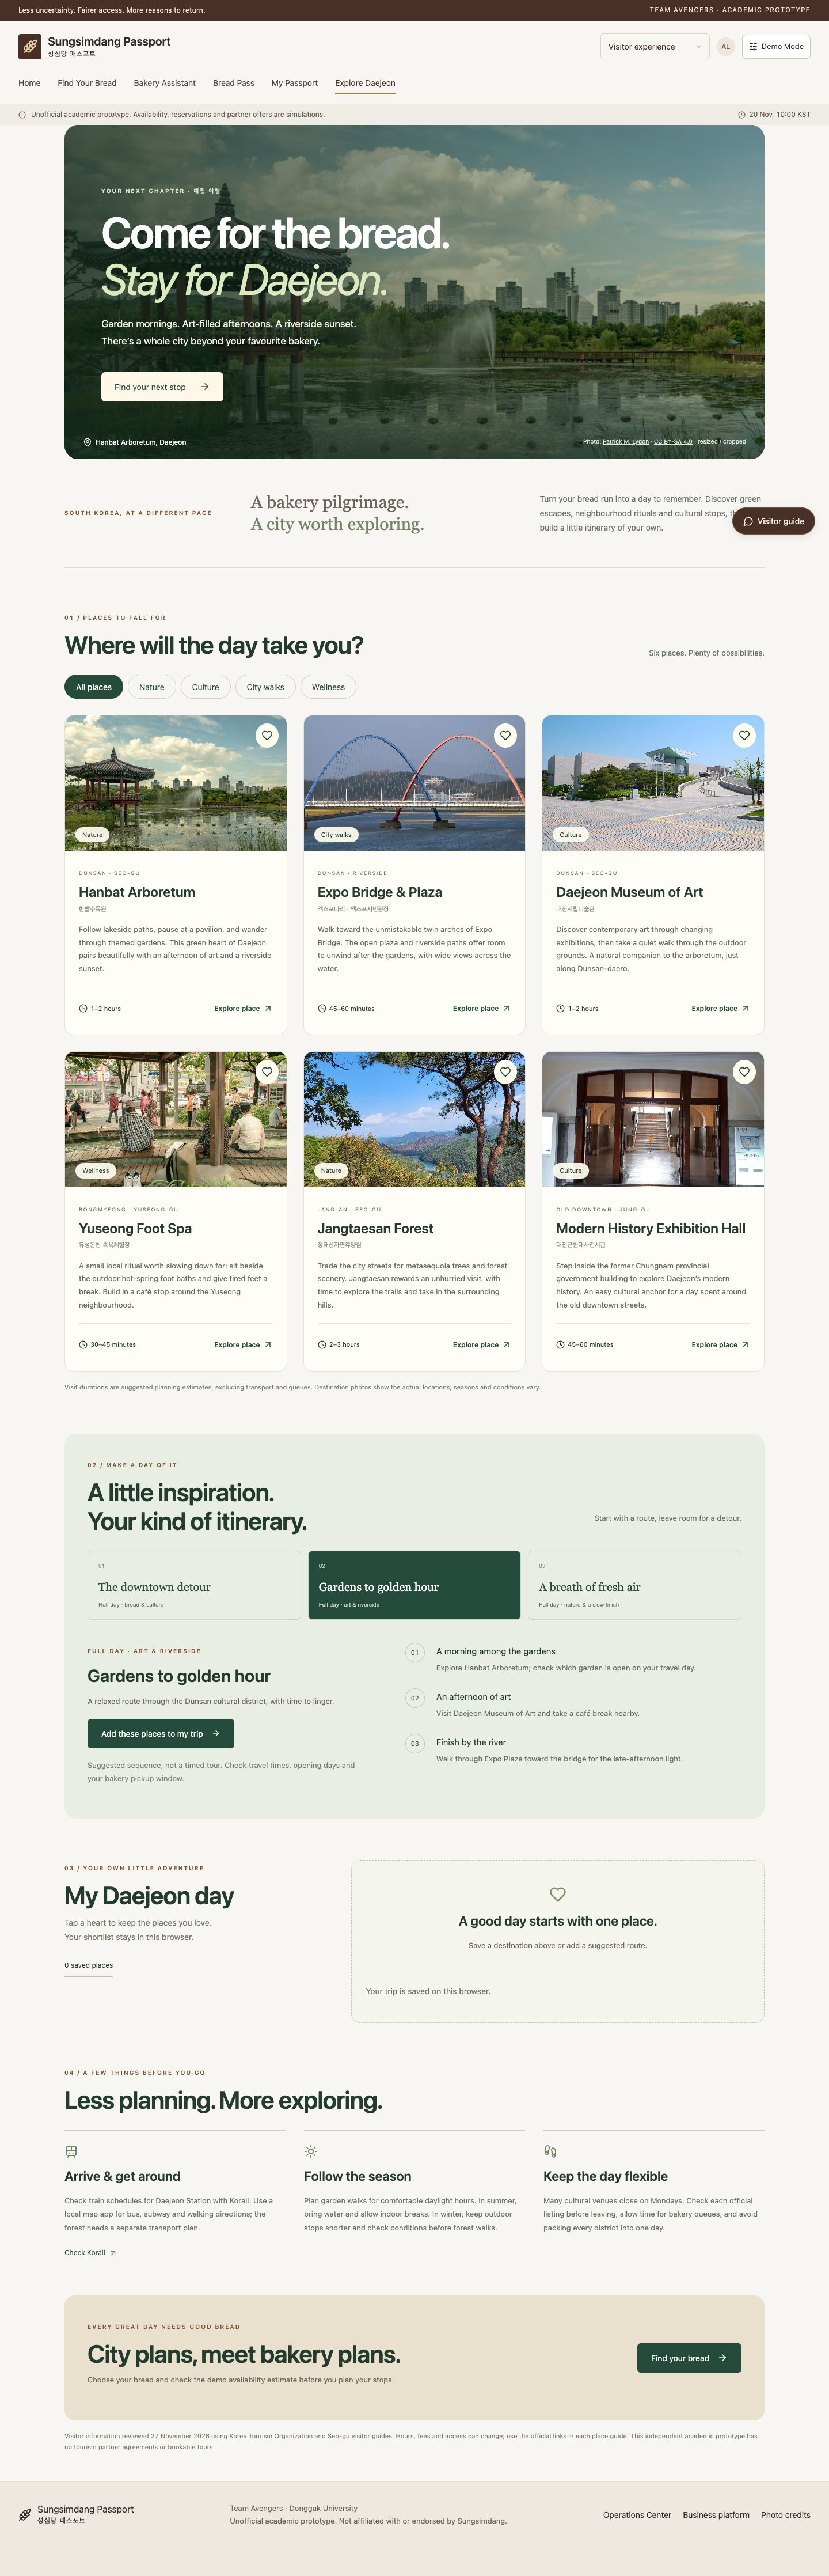 Less uncertainty. Fairer access. More reasons to return.
TEAM AVENGERS · ACADEMIC PROTOTYPE
Sungsimdang Passport
성심당 패스포트
Visitor experience
AL
Demo Mode
Home
Find Your Bread
Bakery Assistant
Bread Pass
My Passport
Explore Daejeon
Unofficial academic prototype. Availability, reservations and partner offers are simulations.
20 Nov, 10:00 KST
YOUR NEXT CHAPTER · 대전 여행
Come for the bread.
Stay for Daejeon.
Garden mornings. Art-filled afternoons. A riverside sunset.
There's a whole city beyond your favourite bakery.
Find your next stop
Hanbat Arboretum, Daejeon
Photo: Patrick M. Lydon · CC BY-SA 4.0 · resized / cropped
SOUTH KOREA, AT A DIFFERENT PACE
A bakery pilgrimage.
A city worth exploring.
Turn your bread run into a day to remember. Discover green
escapes, neighbourhood rituals and cultural stops,
build a little itinerary of your own.
Visitor guide
01 / PLACES TO FALL FOR
Where will the day take you?
Six places. Plenty of possibilities.
All places
Nature
Culture
City walks
Wellness
Nature
DUNSAN · SEO-GU
Hanbat Arboretum
한밭수목원
Follow lakeside paths, pause at a pavilion, and wander
through themed gardens. This green heart of Daejeon
pairs beautifully with an afternoon of art and a riverside
sunset.
1–2 hours
Explore place
City walks
DUNSAN · RIVERSIDE
Expo Bridge & Plaza
엑스포다리 · 엑스포시민광장
Walk toward the unmistakable twin arches of Expo
Bridge. The open plaza and riverside paths offer room
to unwind after the gardens, with wide views across the
water.
45–60 minutes
Explore place
Culture
DUNSAN · SEO-GU
Daejeon Museum of Art
대전시립미술관
Discover contemporary art through changing
exhibitions, then take a quiet walk through the outdoor
grounds. A natural companion to the arboretum, just
along Dunsan-daero.
1–2 hours
Explore place
Wellness
BONGMYEONG · YUSEONG-GU
Yuseong Foot Spa
유성온천 족욕체험장
A small local ritual worth slowing down for: sit beside
the outdoor hot-spring foot baths and give tired feet a
break. Build in a café stop around the Yuseong
neighbourhood.
30–45 minutes
Explore place
Nature
JANG-AN · SEO-GU
Jangtaesan Forest
장태산자연휴양림
Trade the city streets for metasequoia trees and forest
scenery. Jangtaesan rewards an unhurried visit, with
time to explore the trails and take in the surrounding
hills.
2–3 hours
Explore place
Culture
OLD DOWNTOWN · JUNG-GU
Modern History Exhibition Hall
대전근현대사전시관
Step inside the former Chungnam provincial
government building to explore Daejeon's modern
history. An easy cultural anchor for a day spent around
the old downtown streets.
45–60 minutes
Explore place
Visit durations are suggested planning estimates, excluding transport and queues. Destination photos show the actual locations; seasons and conditions vary.
02 / MAKE A DAY OF IT
A little inspiration.
Your kind of itinerary.
Start with a route, leave room for a detour.
01
The downtown detour
Half day · bread & culture
02
Gardens to golden hour
Full day · art & riverside
03
A breath of fresh air
Full day · nature & a slow finish
FULL DAY · ART & RIVERSIDE
Gardens to golden hour
A relaxed route through the Dunsan cultural district, with time to linger.
Add these places to my trip
Suggested sequence, not a timed tour. Check travel times, opening days and
your bakery pickup window.
01
A morning among the gardens
Explore Hanbat Arboretum; check which garden is open on your travel day.
02
An afternoon of art
Visit Daejeon Museum of Art and take a café break nearby.
03
Finish by the river
Walk through Expo Plaza toward the bridge for the late-afternoon light.
03 / YOUR OWN LITTLE ADVENTURE
My Daejeon day
Tap a heart to keep the places you love.
Your shortlist stays in this browser.
0 saved places
A good day starts with one place.
Save a destination above or add a suggested route.
Your trip is saved on this browser.
04 / A FEW THINGS BEFORE YOU GO
Less planning. More exploring.
Arrive & get around
Check train schedules for Daejeon Station with Korail. Use a
local map app for bus, subway and walking directions; the
forest needs a separate transport plan.
Check Korail
Follow the season
Plan garden walks for comfortable daylight hours. In summer,
bring water and allow indoor breaks. In winter, keep outdoor
stops shorter and check conditions before forest walks.
Keep the day flexible
Many cultural venues close on Mondays. Check each official
listing before leaving, allow time for bakery queues, and avoid
packing every district into one day.
EVERY GREAT DAY NEEDS GOOD BREAD
City plans, meet bakery plans.
Choose your bread and check the demo availability estimate before you plan your stops.
Find your bread
Visitor information reviewed 27 November 2026 using Korea Tourism Organization and Seo-gu visitor guides. Hours, fees and access can change; use the official links in each place guide. This independent academic prototype has
no tourism partner agreements or bookable tours.
Sungsimdang Passport
성심당 패스포트
Team Avengers · Dongguk University
Unofficial academic prototype. Not affiliated with or endorsed by Sungsimdang.
Operations Center
Business platform
Photo credits